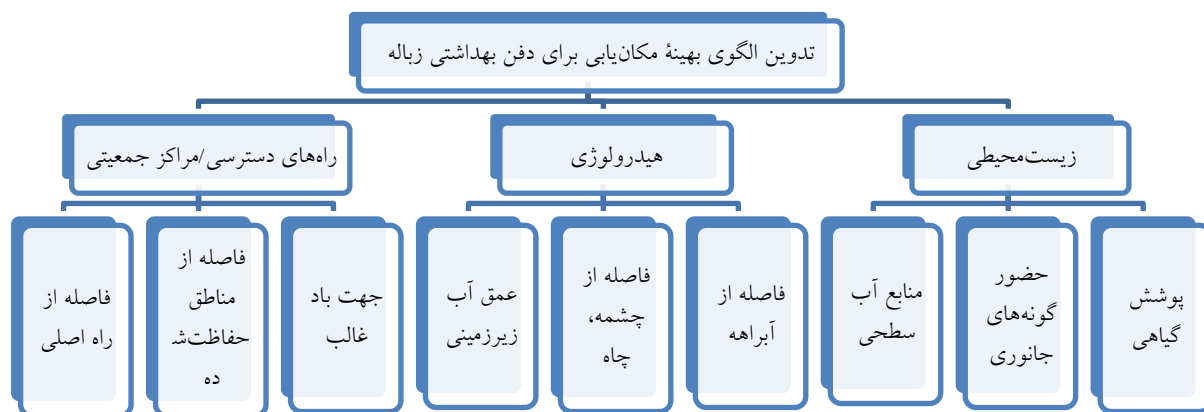 تدوین الگوی بهینهٔ مکان‌یابی برای دفن بهداشتی زباله
زیست‌محیطی
هیدرولوژی
راه‌های دسترسی/مراکز جمعیتی
پوشش
گیاهی
حضور
گونه‌های
جانوری
منابع آب
سطحی
فاصله از
آبراهه
فاصله از
چشمه،
چاه
عمق آب
زیرزمینی
جهت باد
غالب
فاصله از
مناطق
حفاظت‌شـ
ده
فاصله از
راه اصلی